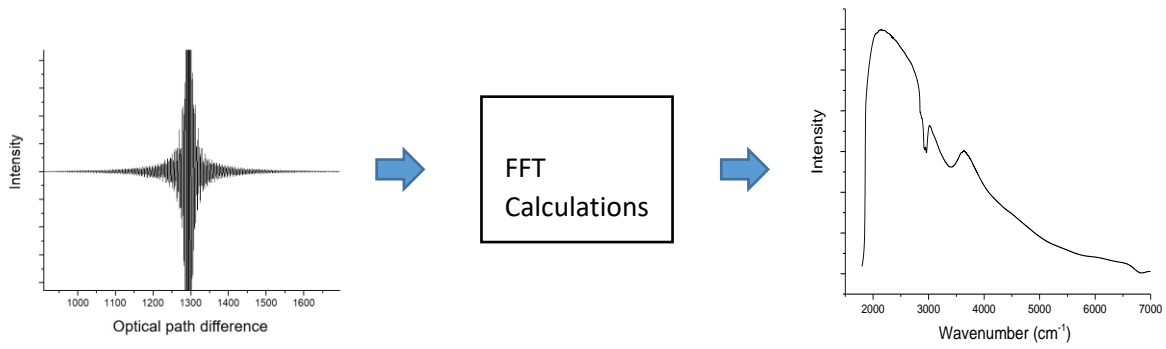 Intensity
1000 1100 1200 1300 1400 1500 1600
Optical path difference
FFT
Calculations
Intensity
2000 3000 4000 5000 6000 7000
Wavenumber (cm⁻¹)